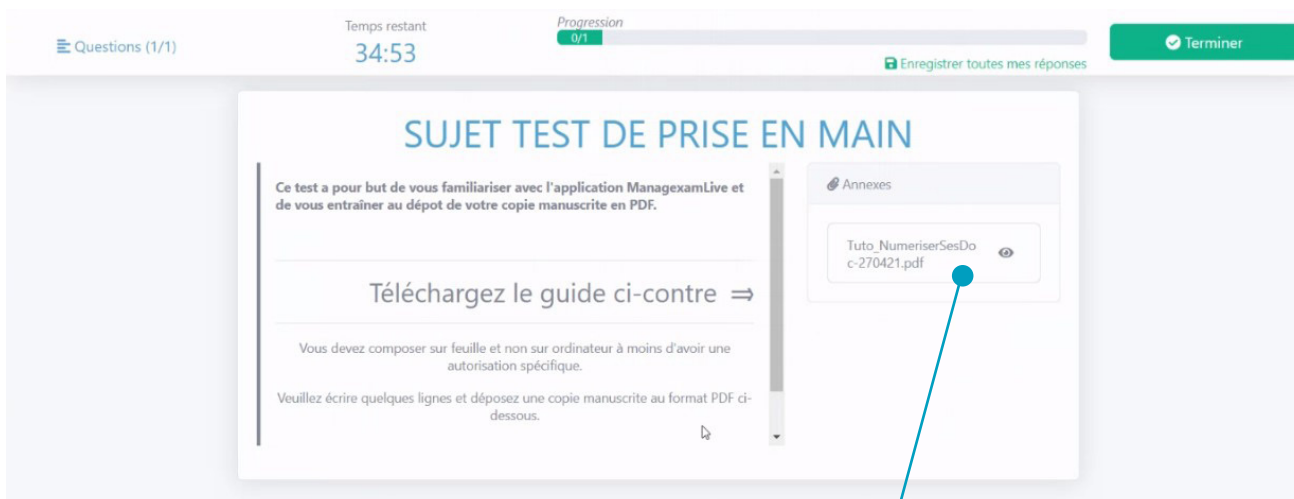 Questions (1/1)
Temps restant
34:53
Progression
0/1
Enregistrer toutes mes réponses
Terminer
SUJET TEST DE PRISE EN MAIN
Ce test a pour but de vous familiariser avec l'application ManagexamLive et
de vous entraîner au dépot de votre copie manuscrite en PDF.
Téléchargez le guide ci-contre ⇒
Vous devez composer sur feuille et non sur ordinateur à moins d'avoir une
autorisation spécifique.
Veuillez écrire quelques lignes et déposez une copie manuscrite au format PDF ci-
dessous.
Annexes
Tuto_NumeriserSesDo
c-270421.pdf